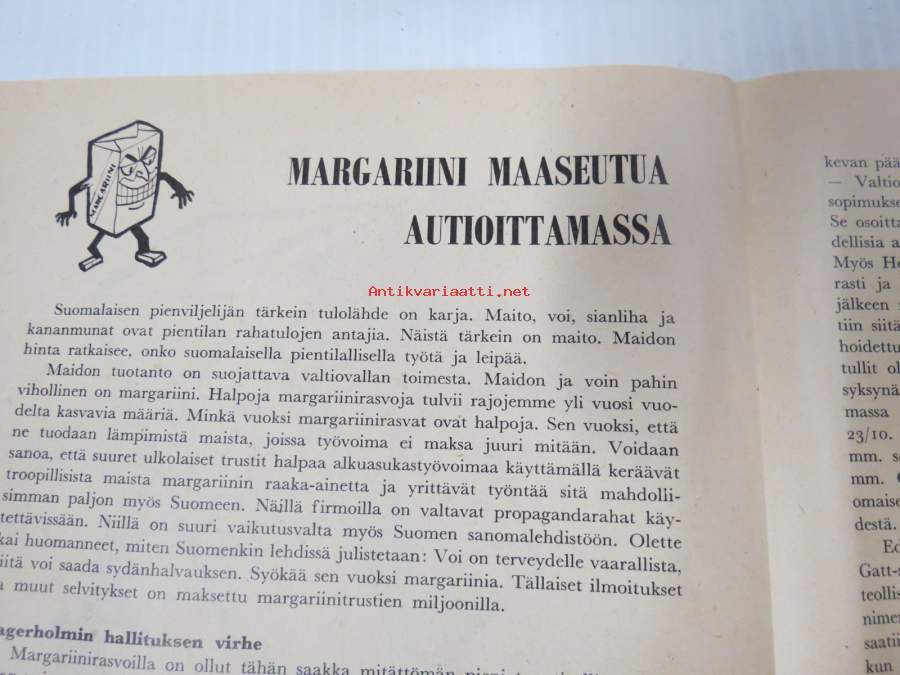 MARGARIINI
MARGARIINI MAASEUTUA
AUTIOITTAMASSA
Antikvariaatti.net
Suomalaisen pienviljelijän tärkein tulolähde on karja. Maito, voi, sianliha ja
kananmunat ovat pientilan rahatulojen antajia. Näistä tärkein on maito. Maidon
hinta ratkaisee, onko suomalaisella pientilallisella työtä ja leipää.
Maidon tuotanto on suojattava valtiovallan toimesta. Maidon ja voin pahin
vihollinen on margariini. Halpoja margariinirasvoja tulvii rajojemme yli vuosi vuo-
delta kasvavia määriä. Minkä vuoksi margariinirasvat ovat halpoja. Sen vuoksi, että
ne tuodaan lämpimistä maista, joissa työvoima ei maksa juuri mitään. Voidaan
sanoa, että suuret ulkolaiset trustit halpaa alkuasukastyövoimaa käyttämällä keräävät
troopillisista maista margariinin raaka-ainetta ja yrittävät työntää sitä mahdolli-
simman paljon myös Suomeen. Näillä firmoilla on valtavat propagandarahat käy-
tettävissään. Niillä on suuri vaikutusvalta myös Suomen sanomalehdistöön. Olette
kai huomanneet, miten Suomenkin lehdissä julistetaan: Voi on terveydelle vaarallista,
iitä voi saada sydänhalvauksen. Syökää sen vuoksi margariinia. Tällaiset ilmoitukset
a muut selvitykset on maksettu margariinitrustien miljoonilla.
agerholmin hallituksen virhe
Margariinirasvoilla on ollut tähän saakka mitättömän pieni
kevan pää
— Valtio
sopimukse
Se osoitta
dellisia a
Myös He
rasti ja
jälkeen
tiin siitä
hoidettu
tullit ol
syksynä
massa
23/10.
mm. s
mm.
omaise
destä.
Ed
Gatt-s
teollis
nimen
saatii
kun